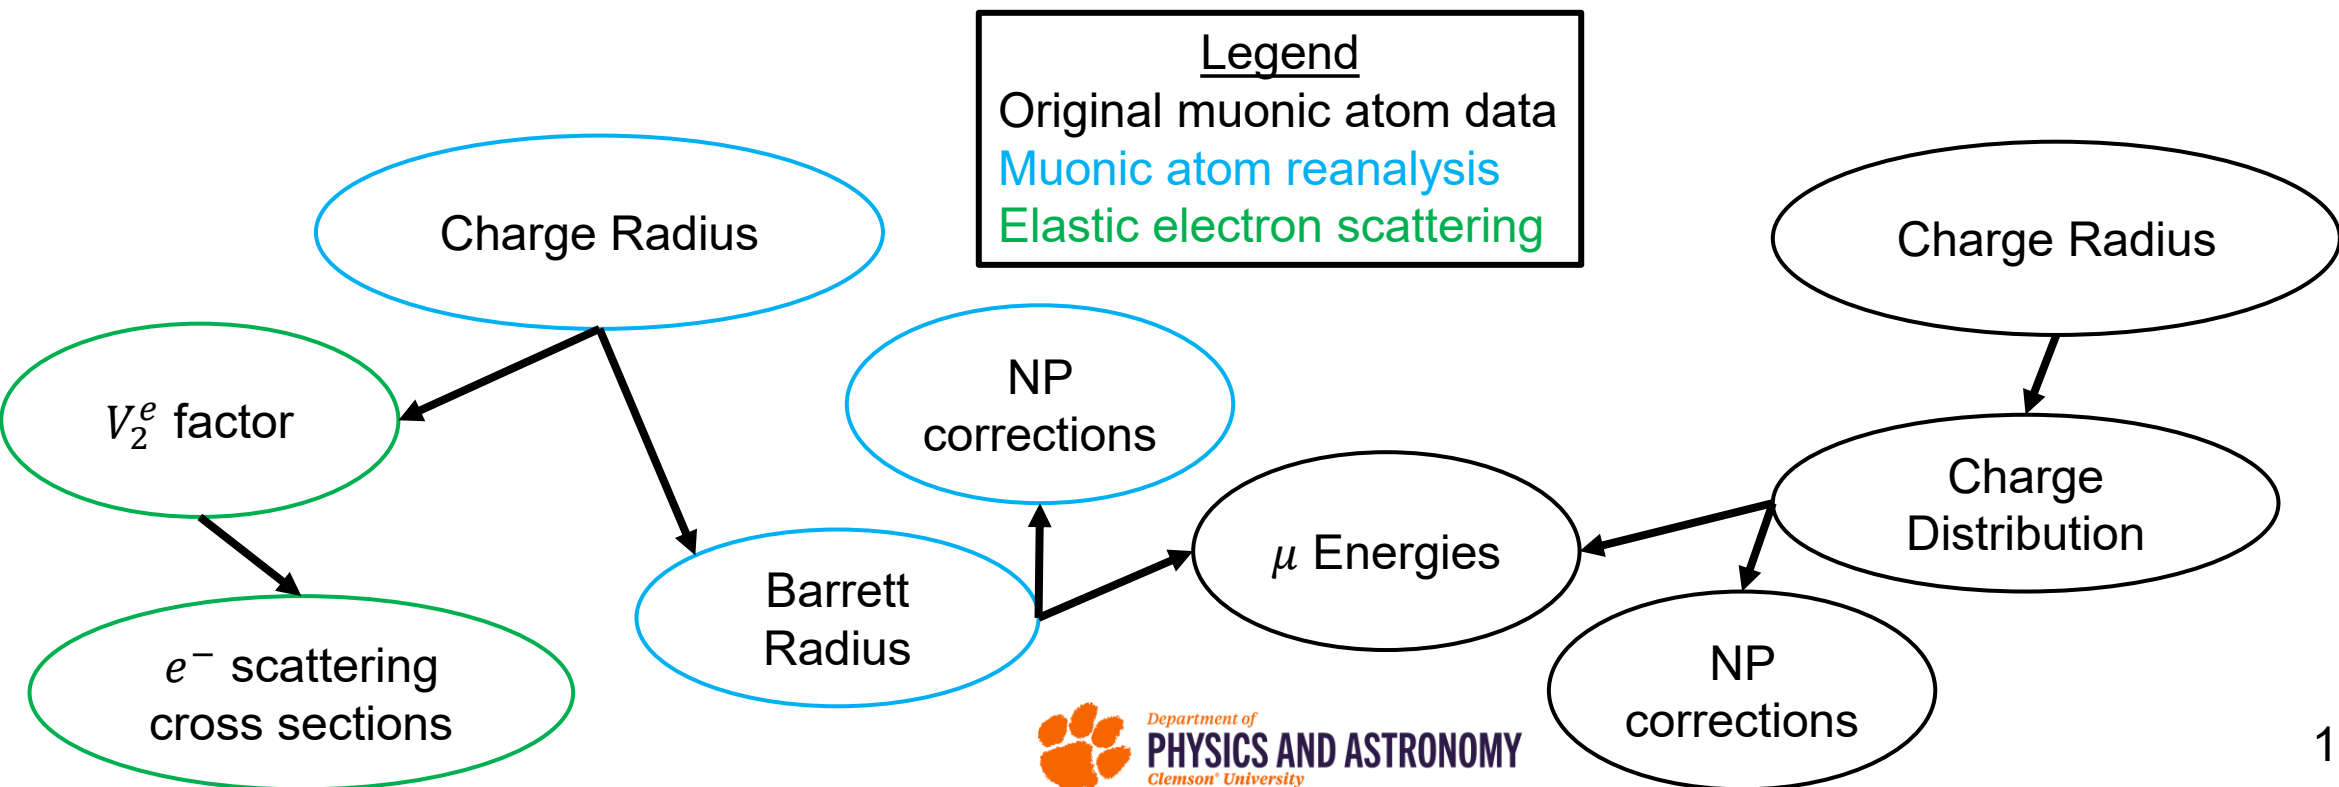 Legend
Original muonic atom data
Muonic atom reanalysis
Elastic electron scattering
Charge Radius
Charge Radius
V₂ᵉ factor
NP
corrections
Charge
Distribution
μ Energies
Barrett
Radius
e⁻ scattering
cross sections
NP
corrections
Department of
PHYSICS AND ASTRONOMY
Clemson® University
1